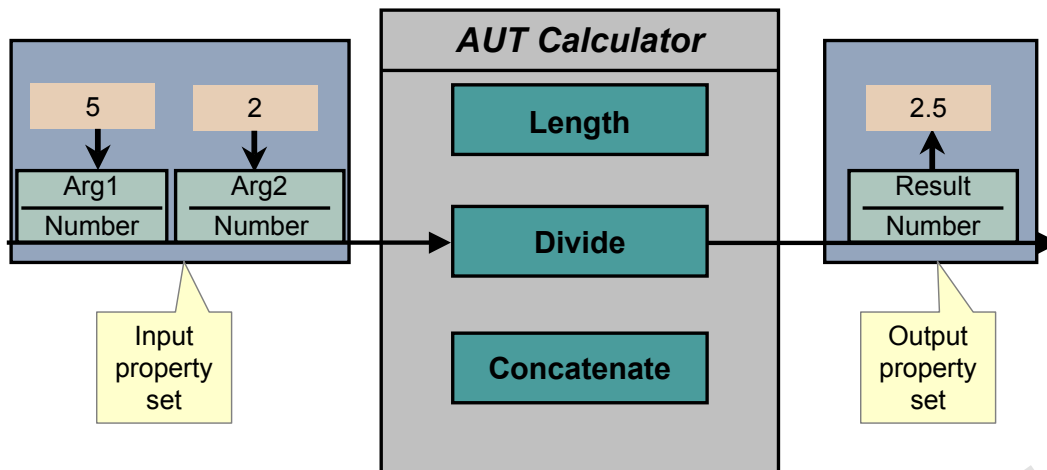 AUT Calculator
5
2
Arg1
Number
Arg2
Number
Length
Divide
Concatenate
2.5
Result
Number
Input
property
set
Output
property
set